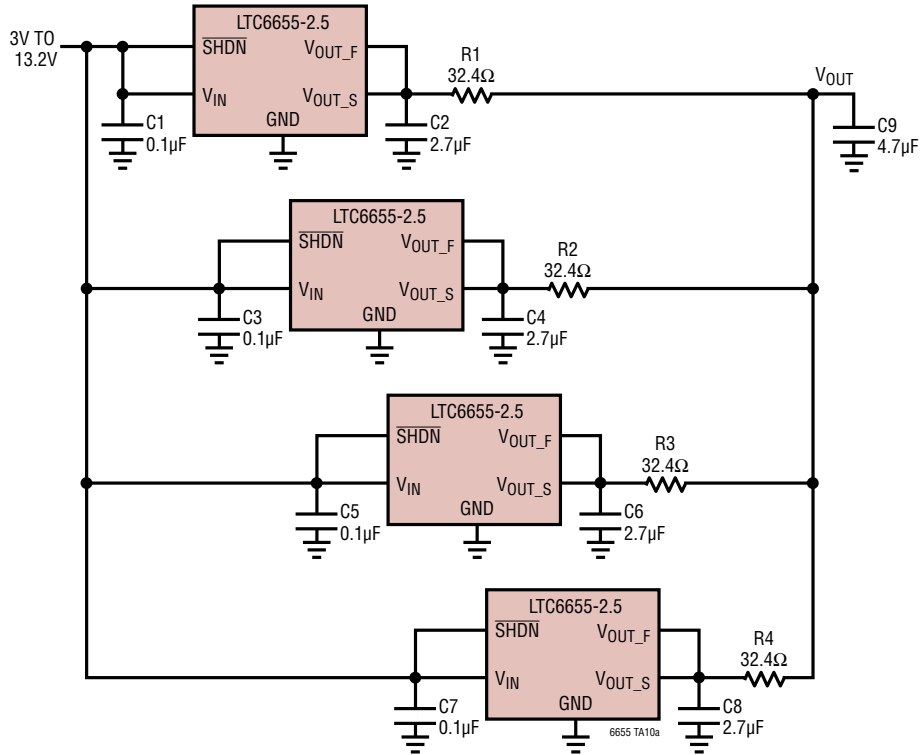 3V TO
13.2V
LTC6655-2.5
SHDN
VOUT_F
VIN
VOUT_S
GND
C1
0.1µF
C2
2.7µF
R1
32.4Ω
VOUT
C9
4.7µF
LTC6655-2.5
SHDN
VOUT_F
VIN
VOUT_S
GND
C3
0.1µF
C4
2.7µF
R2
32.4Ω
LTC6655-2.5
SHDN
VOUT_F
VIN
VOUT_S
GND
C5
0.1µF
C6
2.7µF
R3
32.4Ω
LTC6655-2.5
SHDN
VOUT_F
VIN
VOUT_S
GND
C7
0.1µF
C8
2.7µF
R4
32.4Ω
6655 TA10a